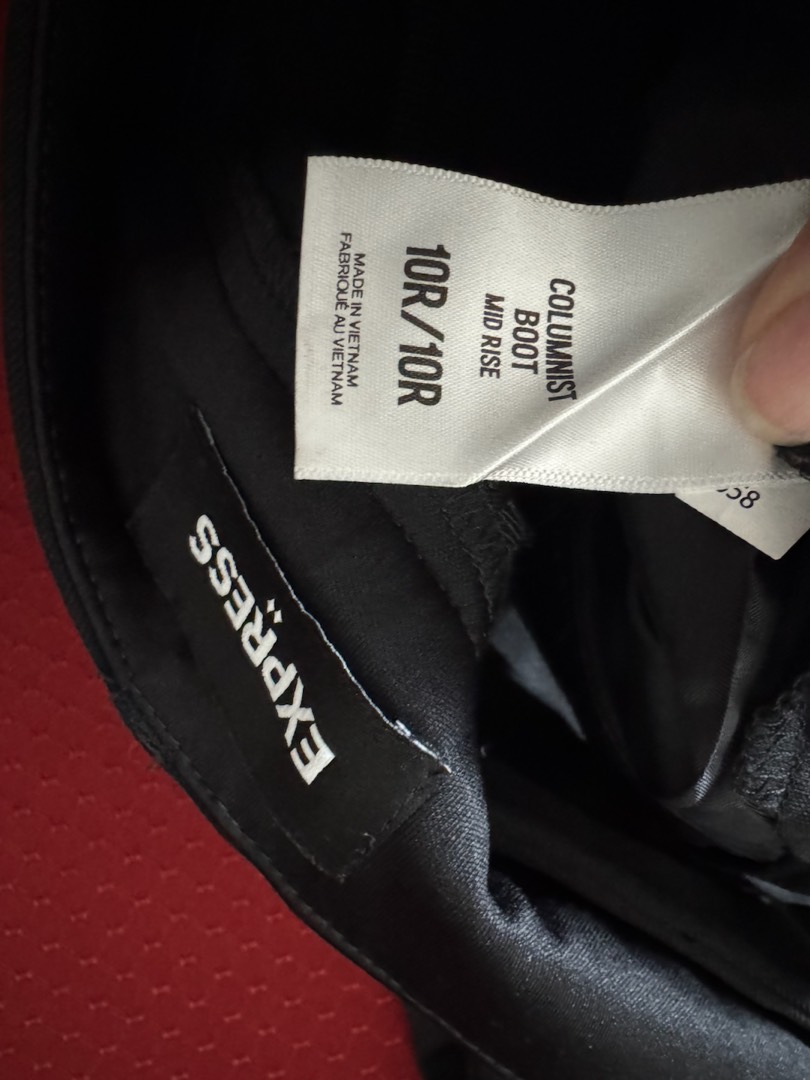 COLUMNIST
BOOT
MID RISE
10R/10R
MADE IN VIETNAM
FABRIQUÉ AU VIETNAM
EXPRESS